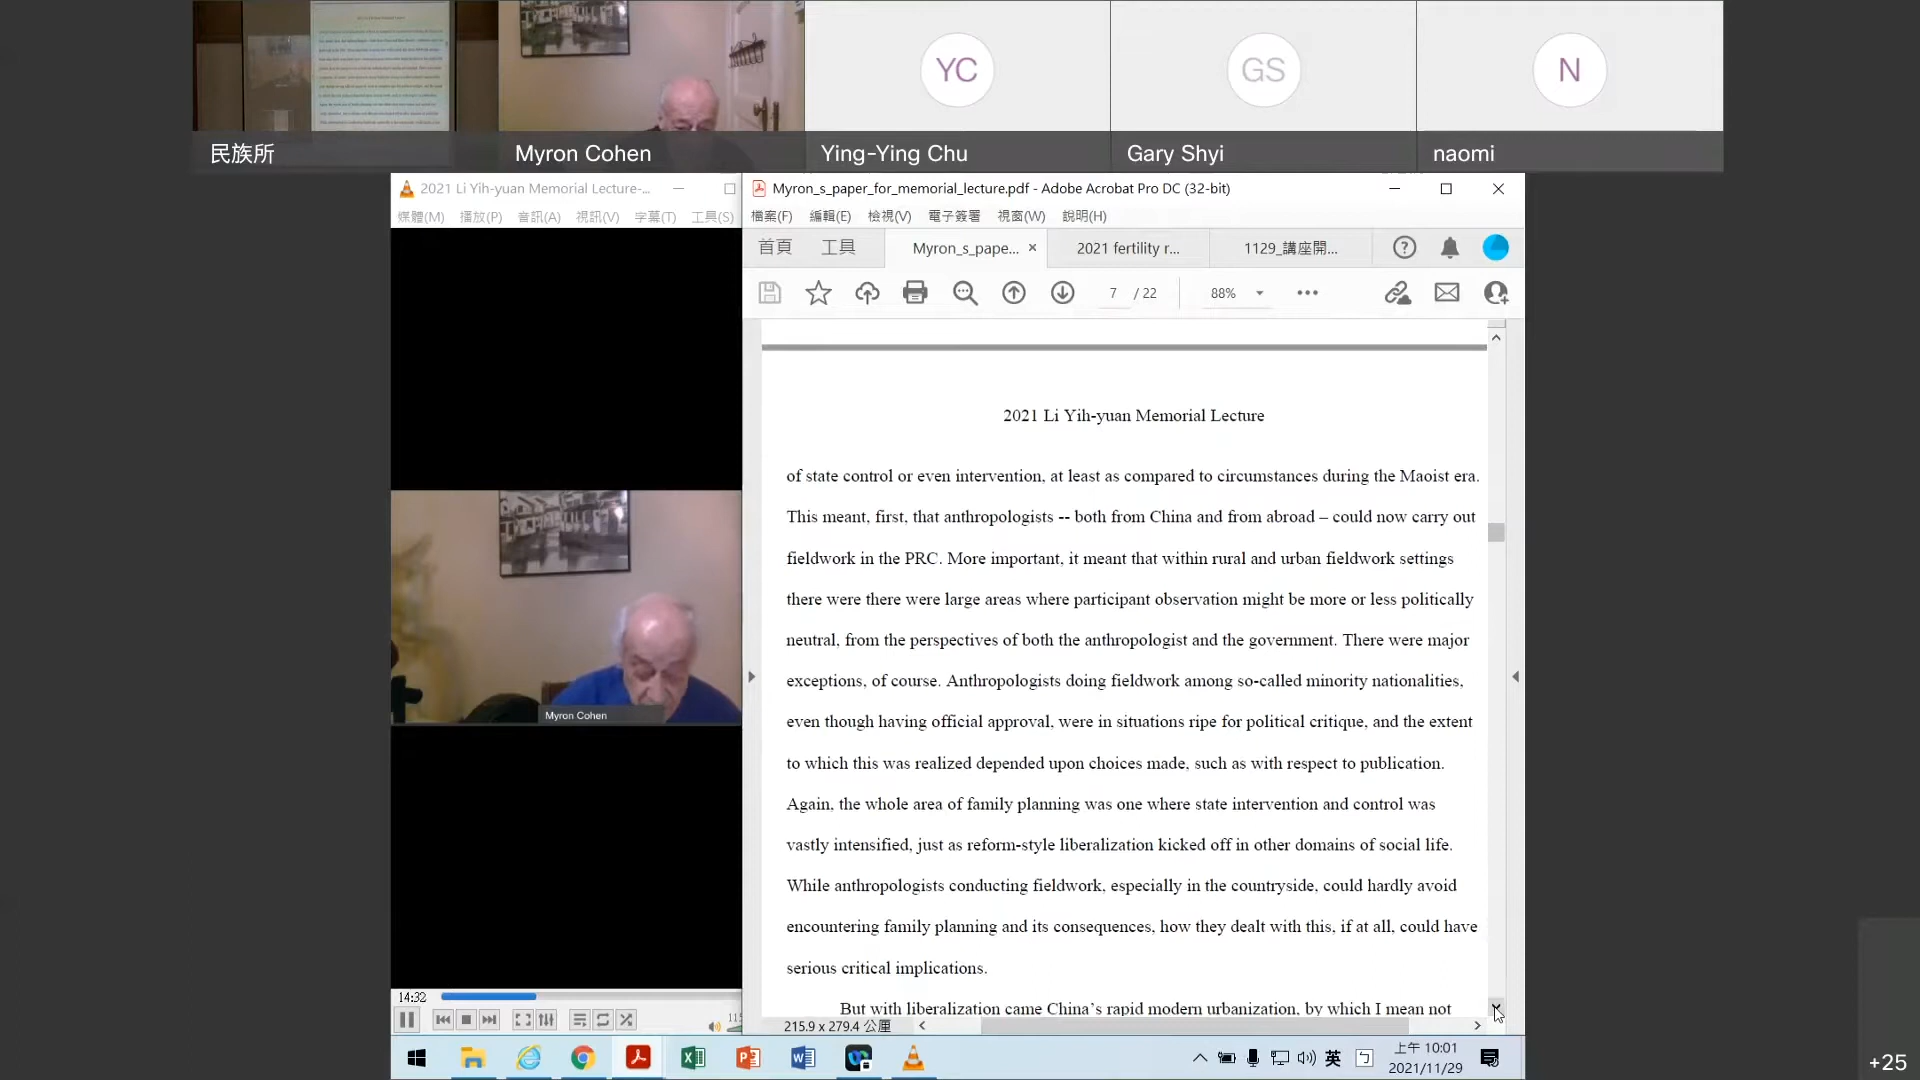 YC
GS
N
民族所
Myron Cohen
Ying-Ying Chu
Gary Shyi
naomi
2021 Li Yih-yuan Memorial Lecture-...
Myron_s_paper_for_memorial_lecture.pdf - Adobe Acrobat Pro DC (32-bit)
媒體(M) 播放(P) 音訊(A) 視訊(V) 字幕(T) 工具(S)
檔案(F) 編輯(E) 檢視(V) 電子簽署 視窗(W) 說明(H)
首頁 工具 Myron_s_pape... × 2021 fertility r... 1129_講座開...
7 / 22 88%
2021 Li Yih-yuan Memorial Lecture
of state control or even intervention, at least as compared to circumstances during the Maoist era.
This meant, first, that anthropologists -- both from China and from abroad – could now carry out
fieldwork in the PRC. More important, it meant that within rural and urban fieldwork settings
there were there were large areas where participant observation might be more or less politically
neutral, from the perspectives of both the anthropologist and the government. There were major
exceptions, of course. Anthropologists doing fieldwork among so-called minority nationalities,
even though having official approval, were in situations ripe for political critique, and the extent
to which this was realized depended upon choices made, such as with respect to publication.
Again, the whole area of family planning was one where state intervention and control was
vastly intensified, just as reform-style liberalization kicked off in other domains of social life.
While anthropologists conducting fieldwork, especially in the countryside, could hardly avoid
encountering family planning and its consequences, how they dealt with this, if at all, could have
serious critical implications.
But with liberalization came China's rapid modern urbanization, by which I mean not
Myron Cohen
14:32
215.9 x 279.4 公厘
英
上午 10:01
2021/11/29
+25